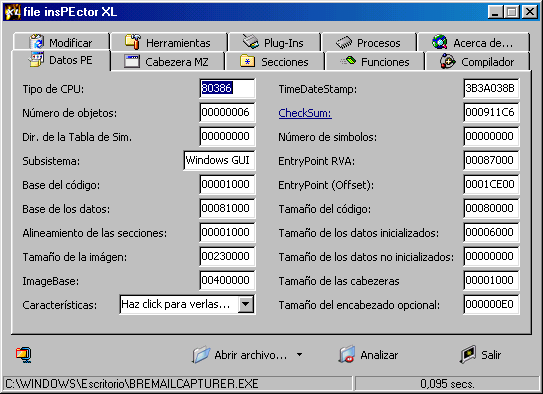 file insPEctor XL
Modificar Herramientas Plug-Ins Procesos Acerca de...
Datos PE Cabezera MZ Secciones Funciones Compilador
Tipo de CPU: 80386 TimeDateStamp: 3B3A038B
Número de objetos: 00000006 CheckSum: 000911C6
Dir. de la Tabla de Sim. 00000000 Número de simbolos: 00000000
Subsistema: Windows GUI EntryPoint RVA: 00087000
Base del código: 00001000 EntryPoint (Offset): 0001CE00
Base de los datos: 00081000 Tamaño del código: 00080000
Alineamiento de las secciones: 00001000 Tamaño de los datos inicializados: 00006000
Tamaño de la imágen: 00230000 Tamaño de los datos no inicializados: 00000000
ImageBase: 00400000 Tamaño de las cabezeras 00001000
Características: Haz click para verlas... Tamaño del encabezado opcional: 000000E0
Abrir archivo... Analizar Salir
C:\WINDOWS\Escritorio\BREMAILCAPTURER.EXE 0,095 secs.